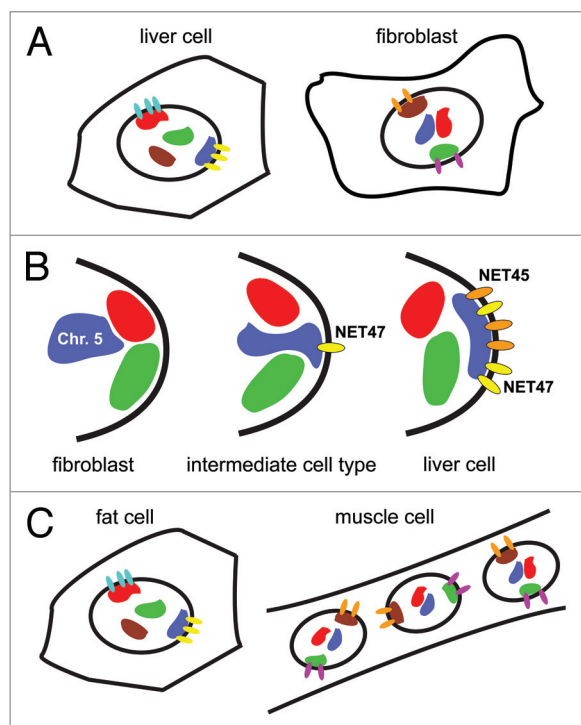 A
liver cell
fibroblast
B
Chr. 5
NET47
NET45
NET47
fibroblast
intermediate cell type
liver cell
C
fat cell
muscle cell